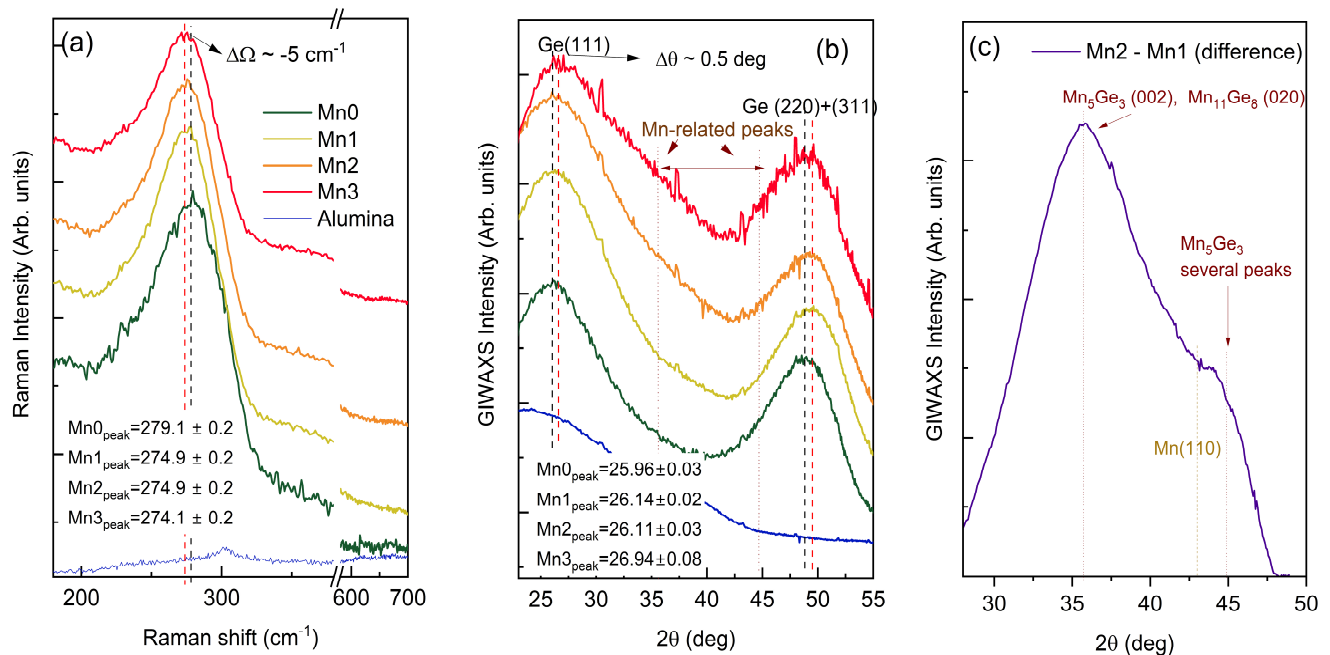 (a)
ΔΩ ~ -5 cm⁻¹
Mn0
Mn1
Mn2
Mn3
Alumina
Mn0peak=279.1 ± 0.2
Mn1peak=274.9 ± 0.2
Mn2peak=274.9 ± 0.2
Mn3peak=274.1 ± 0.2
Raman Intensity (Arb. units)
200
300
600
700
Raman shift (cm⁻¹)
(b)
Ge(111)
Δθ ~ 0.5 deg
Ge (220)+(311)
Mn-related peaks
Mn0peak=25.96±0.03
Mn1peak=26.14±0.02
Mn2peak=26.11±0.03
Mn3peak=26.94±0.08
GIWAXS Intensity (Arb. units)
25
30
35
40
45
50
55
2θ (deg)
(c)
Mn2 - Mn1 (difference)
Mn₅Ge₃ (002), Mn₁₁Ge₈ (020)
Mn₅Ge₃
several peaks
Mn(110)
GIWAXS Intensity (Arb. units)
30
35
40
45
50
2θ (deg)